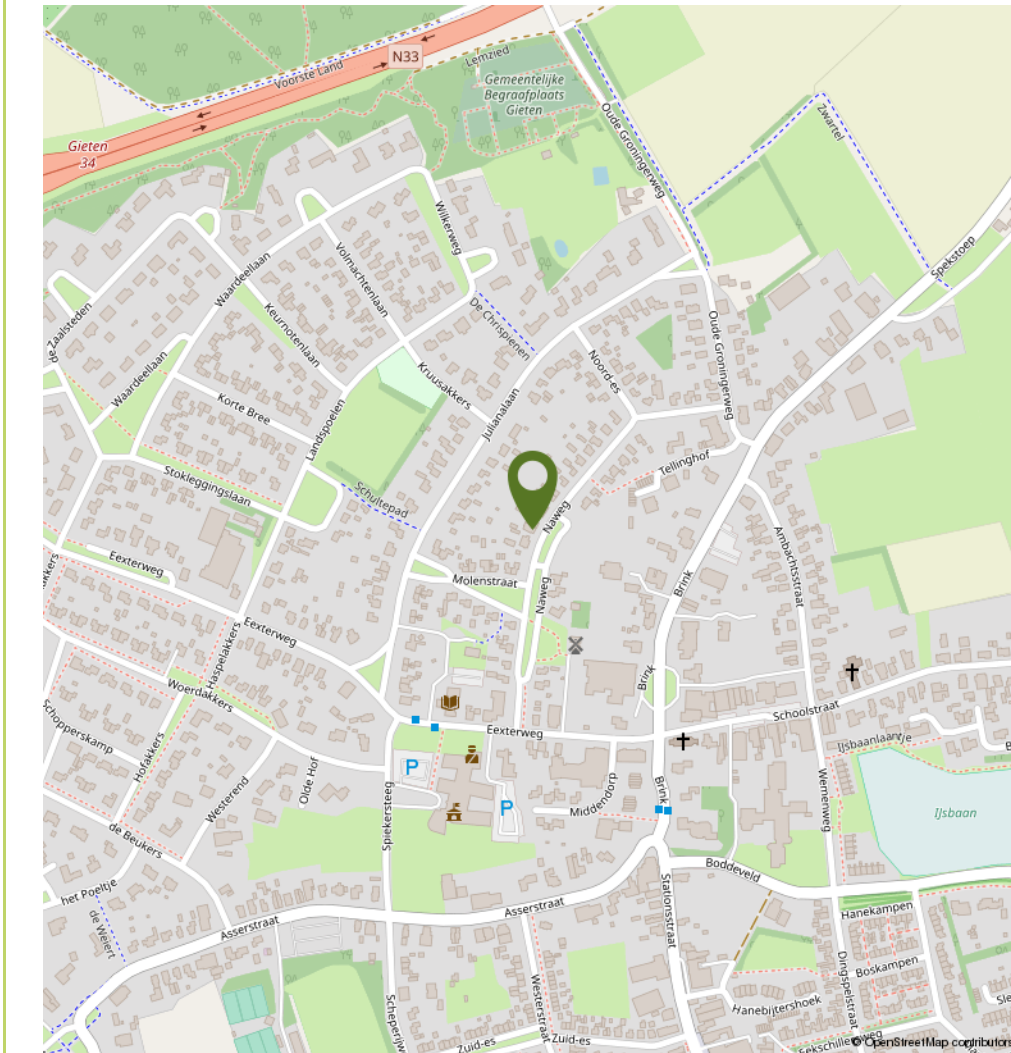 N33
Lemzied
Voorste Land
Gemeentelijke
Begraafplaats
Gieten
Gieten
34
Oude Groningerweg
Zwartel
Spekstoep
Wilkerweg
Volmachtenlaan
Waardeellaan
Keurnotenlaan
De Chrispienen
de Zaalsteden
Oude Groningerweg
Noord-es
Kruusakkers
Julianalaan
Waardeellaan
Korte Bree
Landspoelen
Tellinghof
Stokleggingslaan
Schultepad
Naweg
Ambachtsstraat
Eexterweg
Molenstraat
Naweg
Brink
Eexterweg
Haspelakkers
Woerdakkers
Brink
Schoolstraat
Schopperskamp
Hofakkers
Eexterweg
IJsbaanlaantje
P
Olde Hof
Westerend
Spiekersteeg
P
Middendorp
Brink
Wemenweg
IJsbaan
de Beukers
Boddeveld
het Poeltje
de Weiert
Asserstraat
Asserstraat
Stationsstraat
Hanekampen
Dingspelstraat
Boskampen
Westerstraat
Hanebijtershoek
Zuid-es
Zuid-es
© OpenStreetMap contributors